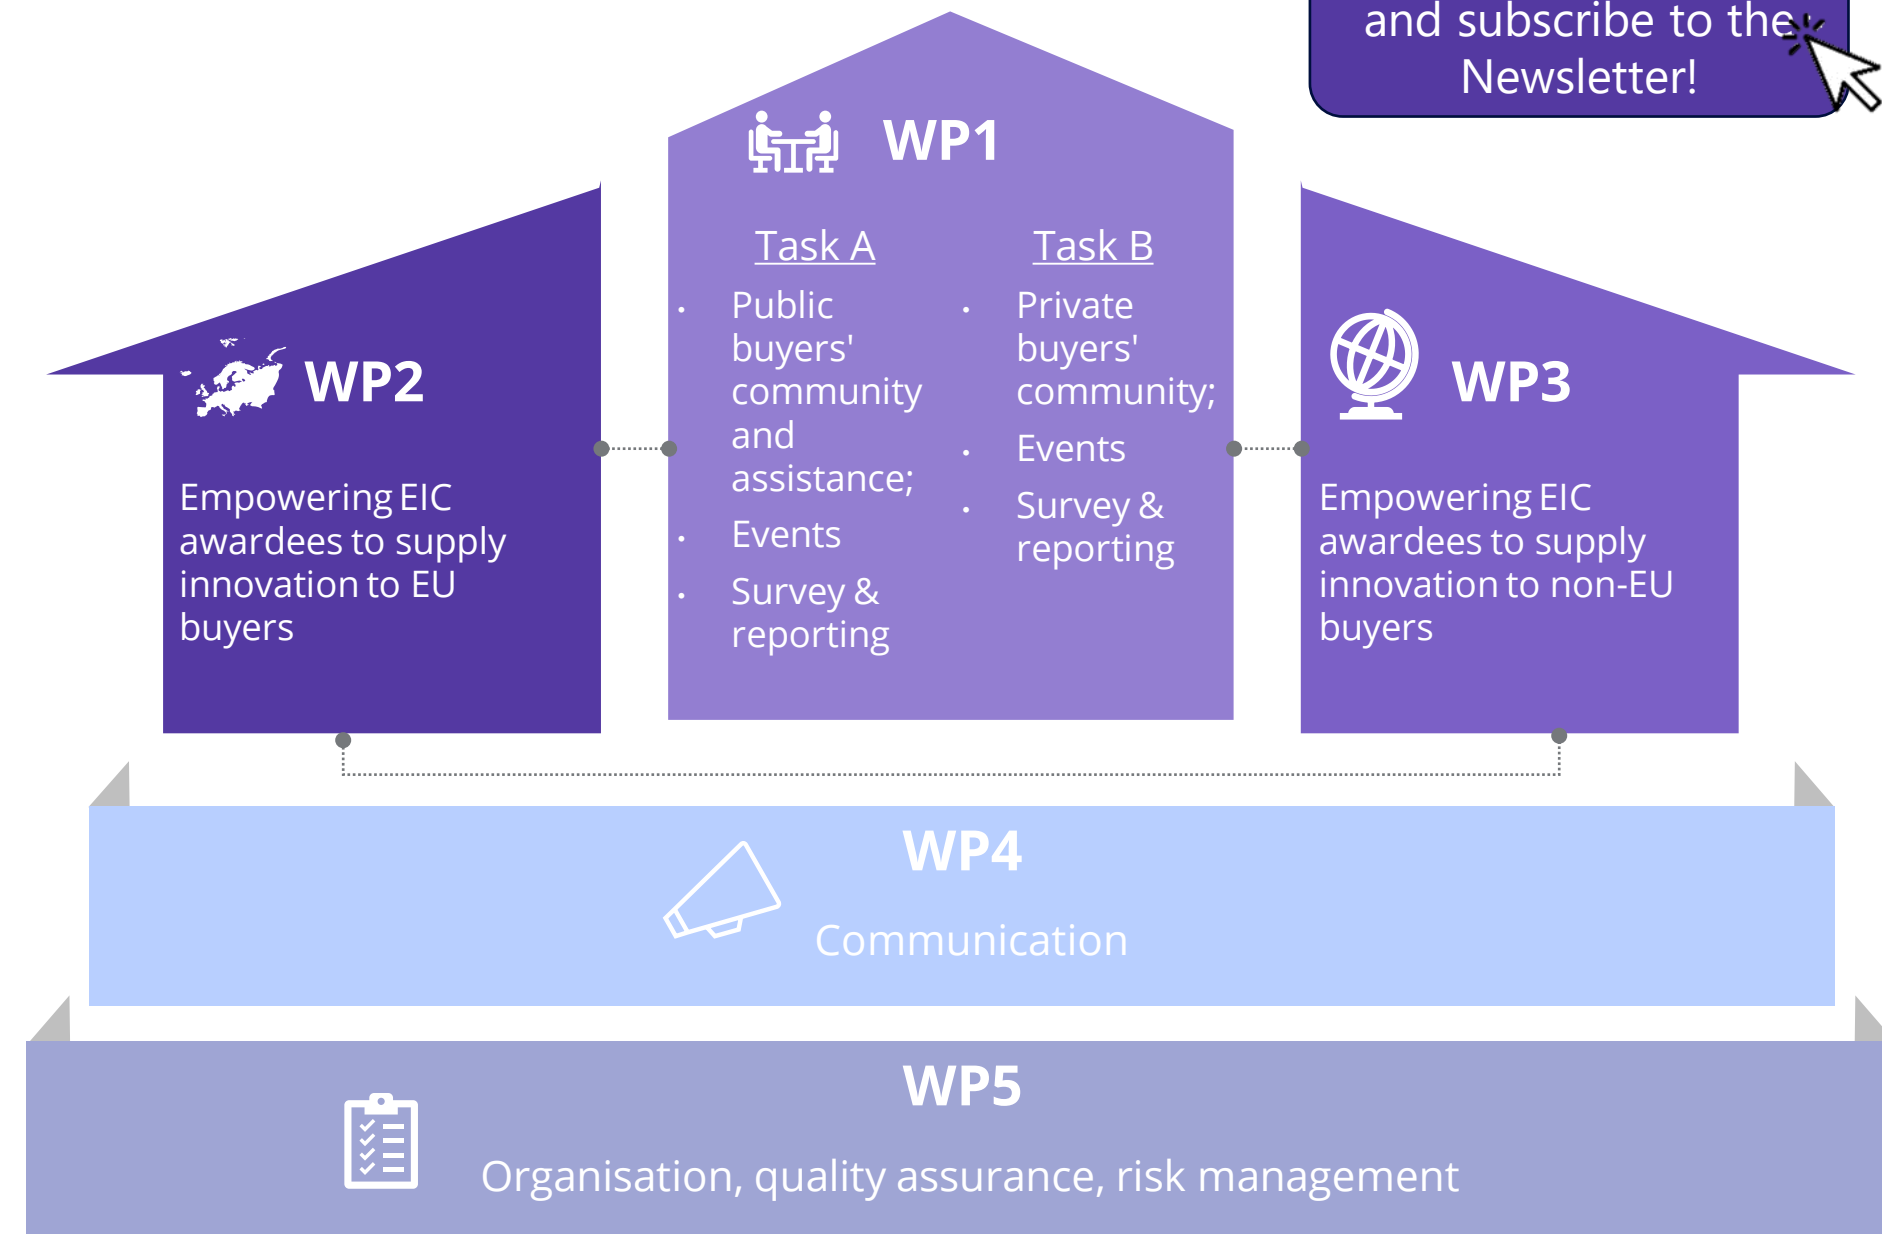 and subscribe to the
Newsletter!
WP1
Task A
• Public
buyers'
community
and
assistance;
• Events
• Survey &
reporting
Task B
• Private
buyers'
community;
• Events
• Survey &
reporting
WP2
Empowering EIC
awardees to supply
innovation to EU
buyers
WP3
Empowering EIC
awardees to supply
innovation to non-EU
buyers
WP4
Communication
WP5
Organisation, quality assurance, risk management